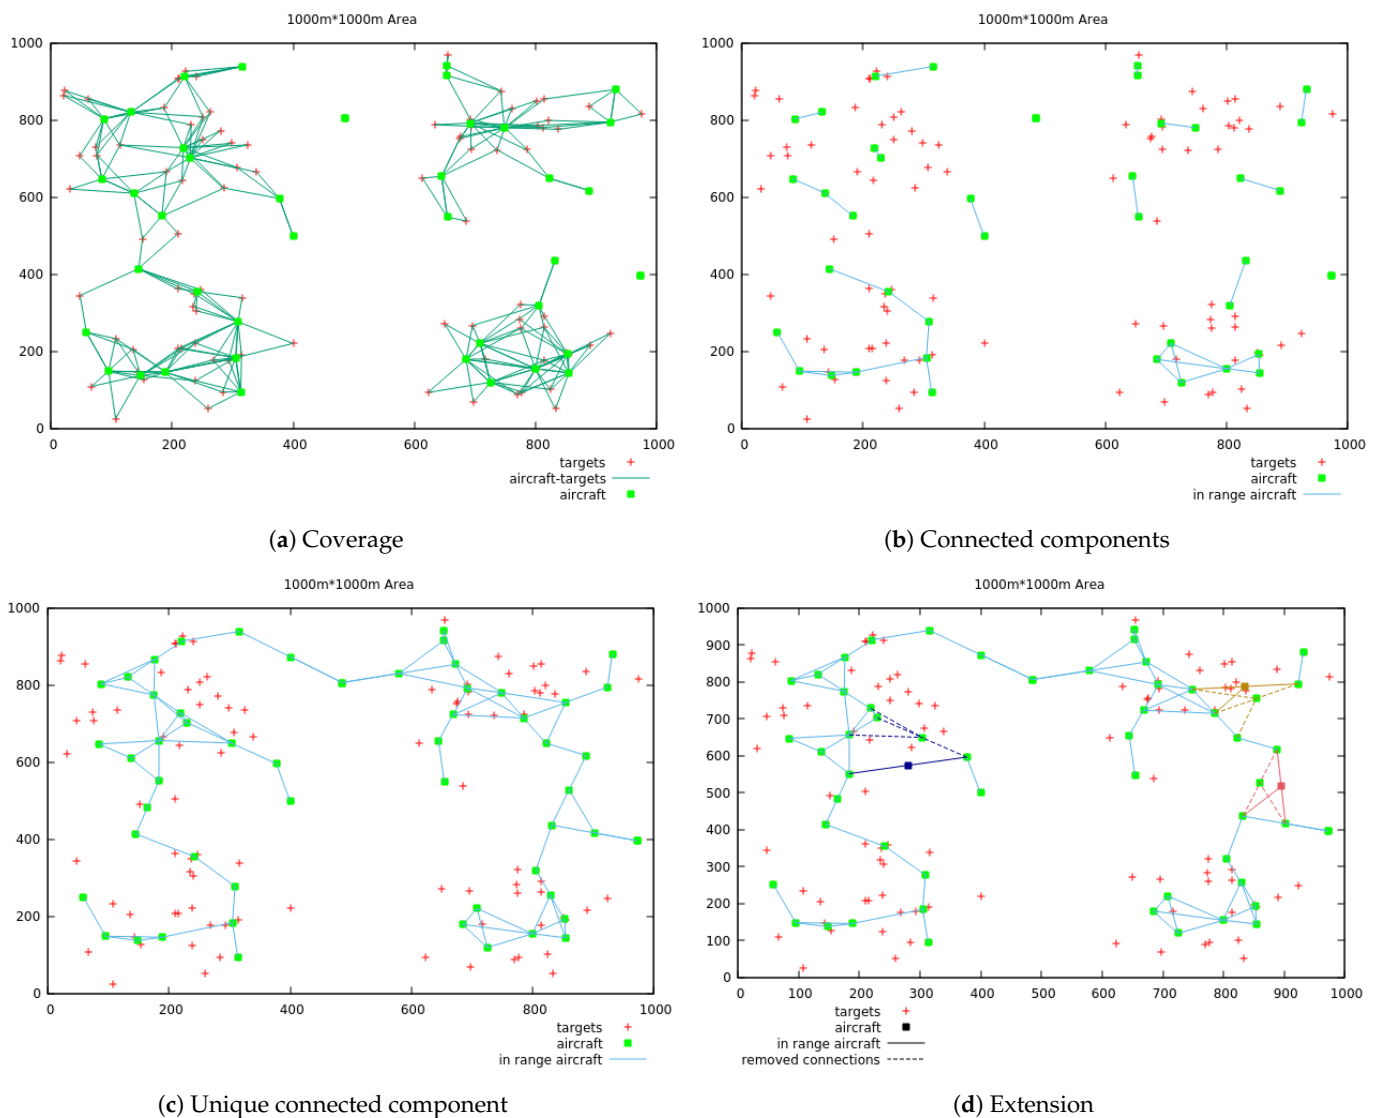 1000m*1000m Area
1000
800
600
400
200
0
0 200 400 600 800 1000
targets
aircraft-targets
aircraft
(a) Coverage
1000m*1000m Area
1000
800
600
400
200
0
0 200 400 600 800 1000
targets
aircraft
in range aircraft
(b) Connected components
1000m*1000m Area
1000
800
600
400
200
0
0 200 400 600 800 1000
targets
aircraft
in range aircraft
(c) Unique connected component
1000m*1000m Area
1000
900
800
700
600
500
400
300
200
100
0
0 100 200 300 400 500 600 700 800 900 1000
targets
aircraft
in range aircraft
removed connections
(d) Extension